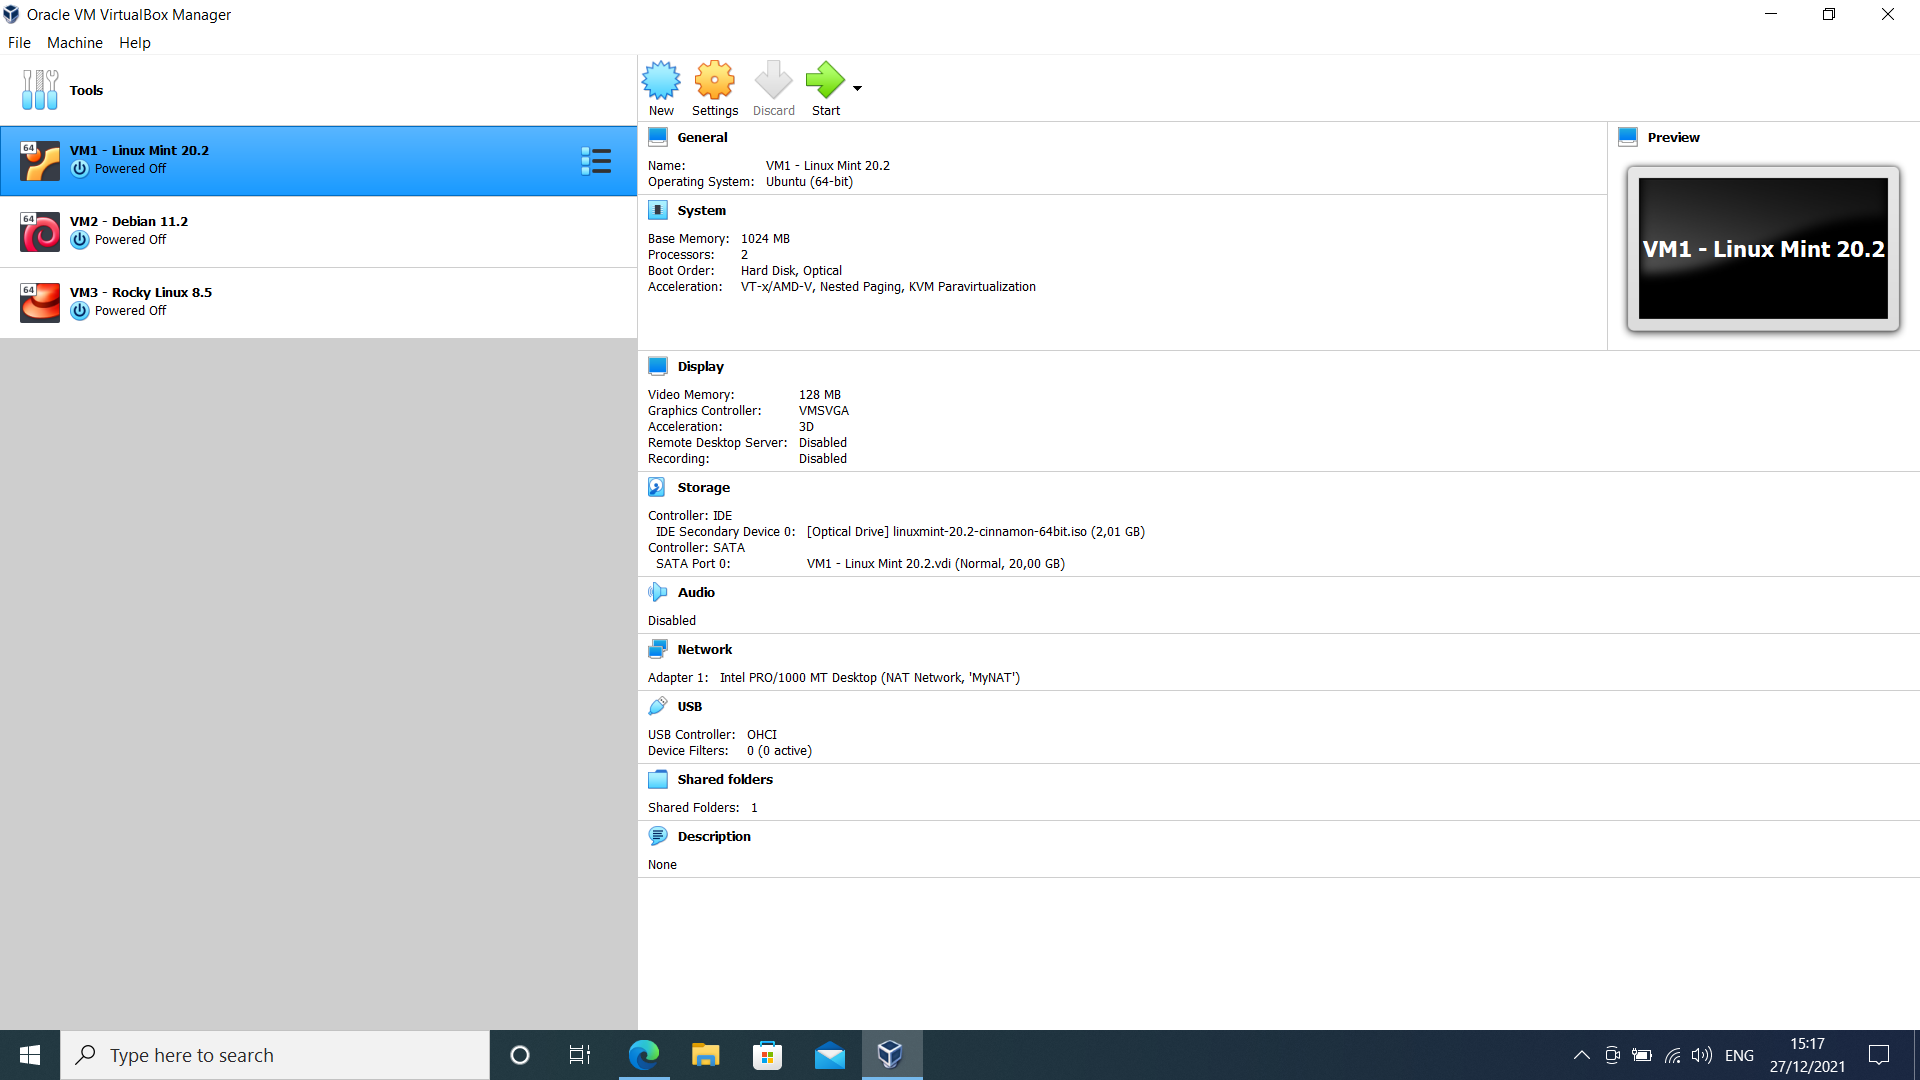 Oracle VM VirtualBox Manager
File Machine Help
Tools
New Settings Discard Start
64
VM1 - Linux Mint 20.2
Powered Off
64
VM2 - Debian 11.2
Powered Off
64
VM3 - Rocky Linux 8.5
Powered Off
General
Name: VM1 - Linux Mint 20.2
Operating System: Ubuntu (64-bit)
System
Base Memory: 1024 MB
Processors: 2
Boot Order: Hard Disk, Optical
Acceleration: VT-x/AMD-V, Nested Paging, KVM Paravirtualization
Preview
VM1 - Linux Mint 20.2
Display
Video Memory: 128 MB
Graphics Controller: VMSVGA
Acceleration: 3D
Remote Desktop Server: Disabled
Recording: Disabled
Storage
Controller: IDE
IDE Secondary Device 0: [Optical Drive] linuxmint-20.2-cinnamon-64bit.iso (2,01 GB)
Controller: SATA
SATA Port 0: VM1 - Linux Mint 20.2.vdi (Normal, 20,00 GB)
Audio
Disabled
Network
Adapter 1: Intel PRO/1000 MT Desktop (NAT Network, 'MyNAT')
USB
USB Controller: OHCI
Device Filters: 0 (0 active)
Shared folders
Shared Folders: 1
Description
None
Type here to search
ENG
15:17
27/12/2021